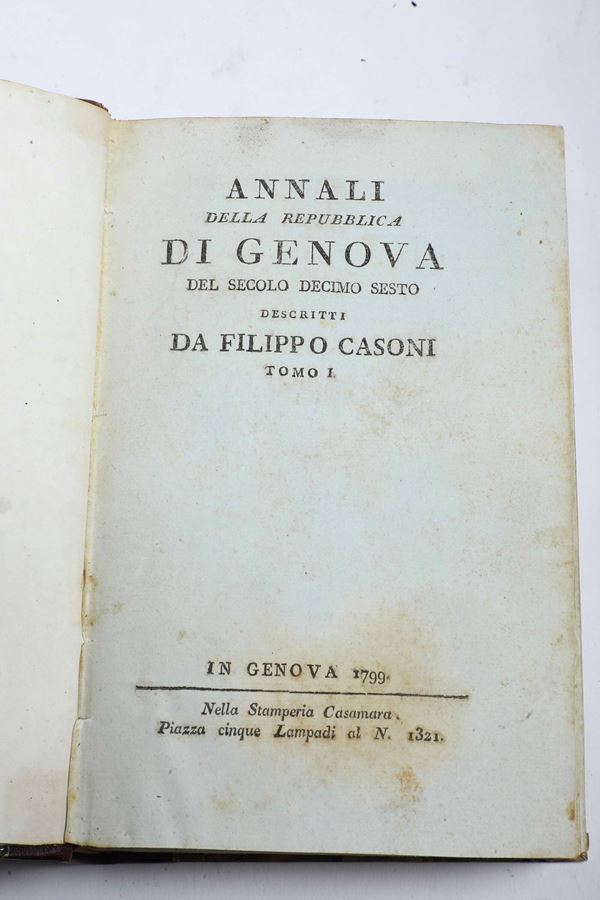 ANNALI
DELLA REPUBBLICA
DI GENOVA
DEL SECOLO DECIMO SESTO
DESCRITTI
DA FILIPPO CASONI
TOMO I.
IN GENOVA 1799.
Nella Stamperia Casamara.
Piazza cinque Lampadi al N. 1321.